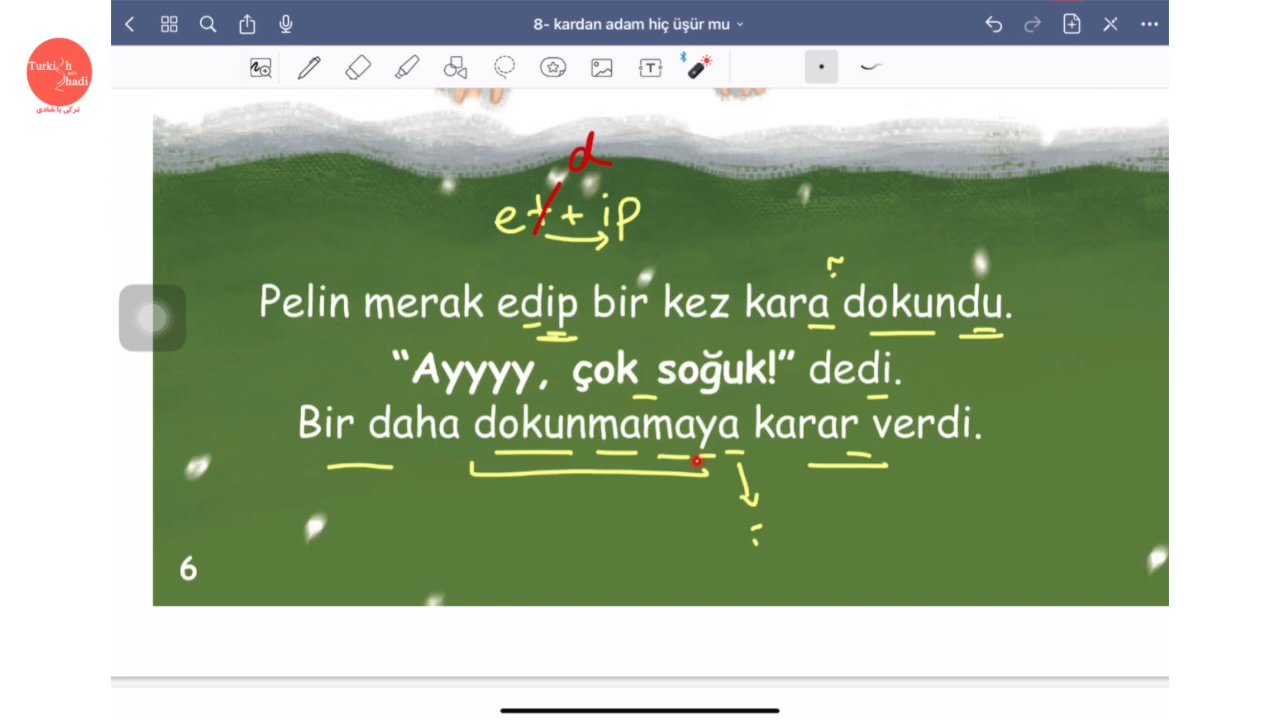 8- kardan adam hiç üşür mu
Turkish
with
Shadi
ترکی با شادی
T
d
et + ip
Pelin merak edip bir kez kara dokundu.
“Ayyyy, çok soğuk!” dedi.
Bir daha dokunmamaya karar verdi.
6